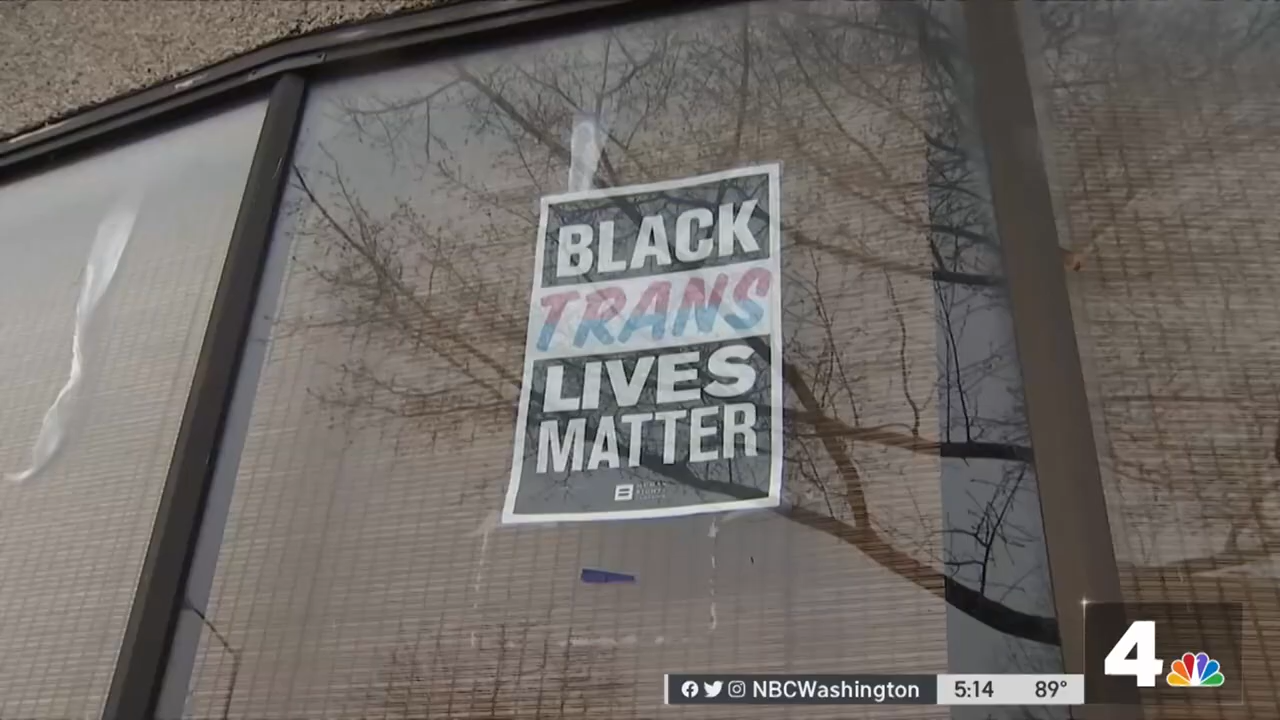 BLACK
TRANS
LIVES
MATTER
NBCWashington
5:14 89°
4